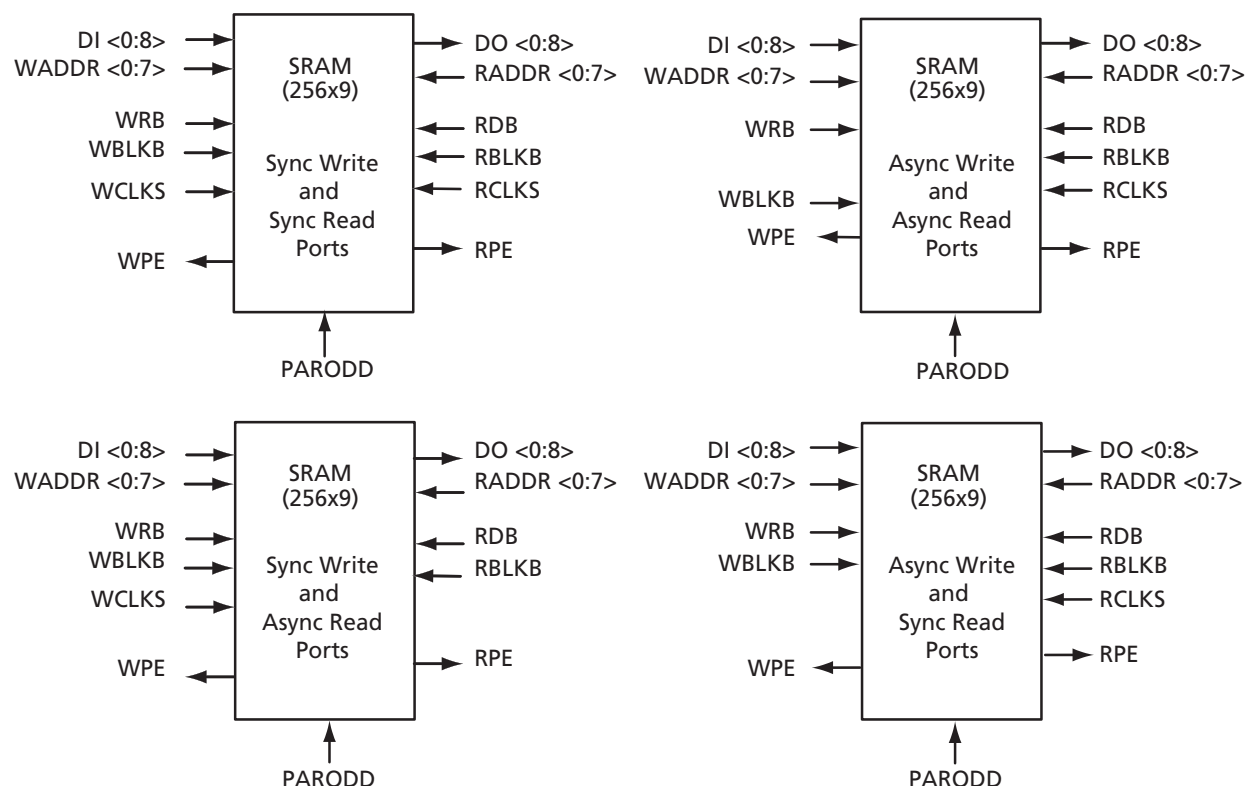 DI <0:8>
WADDR <0:7>
WRB
WBLKB
WCLKS
WPE
SRAM
(256x9)
Sync Write
and
Sync Read
Ports
DO <0:8>
RADDR <0:7>
RDB
RBLKB
RCLKS
RPE
PARODD
DI <0:8>
WADDR <0:7>
WRB
WBLKB
WPE
SRAM
(256x9)
Async Write
and
Async Read
Ports
DO <0:8>
RADDR <0:7>
RDB
RBLKB
RCLKS
RPE
PARODD
DI <0:8>
WADDR <0:7>
WRB
WBLKB
WCLKS
WPE
SRAM
(256x9)
Sync Write
and
Async Read
Ports
DO <0:8>
RADDR <0:7>
RDB
RBLKB
RPE
PARODD
DI <0:8>
WADDR <0:7>
WRB
WBLKB
WPE
SRAM
(256x9)
Async Write
and
Sync Read
Ports
DO <0:8>
RADDR <0:7>
RDB
RBLKB
RCLKS
RPE
PARODD